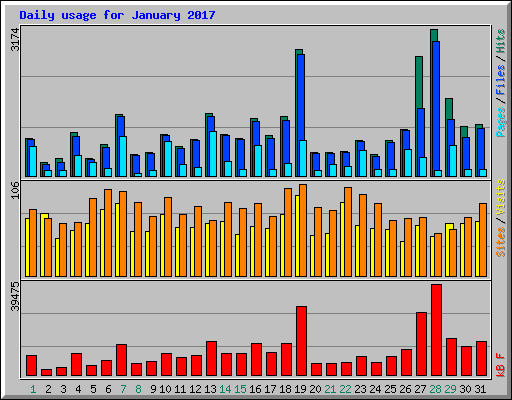 Daily usage for January 2017
3174
Pages / Files / Hits
106
Sites / Visits
39475
kB F
1 2 3 4 5 6 7 8 9 10 11 12 13 14 15 16 17 18 19 20 21 22 23 24 25 26 27 28 29 30 31